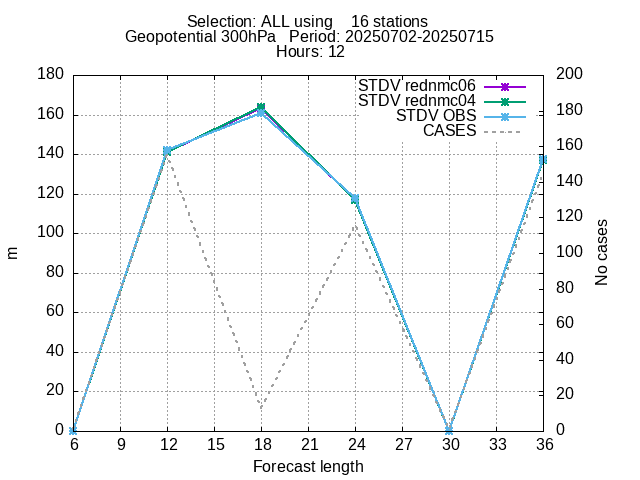 Selection: ALL using    16 stations
Geopotential 300hPa   Period: 20250702-20250715
Hours: 12
STDV rednmc06
STDV rednmc04
STDV OBS
CASES
180
160
140
120
100
80
60
40
20
0
m
200
180
160
140
120
100
80
60
40
20
0
No cases
6 9 12 15 18 21 24 27 30 33 36
Forecast length